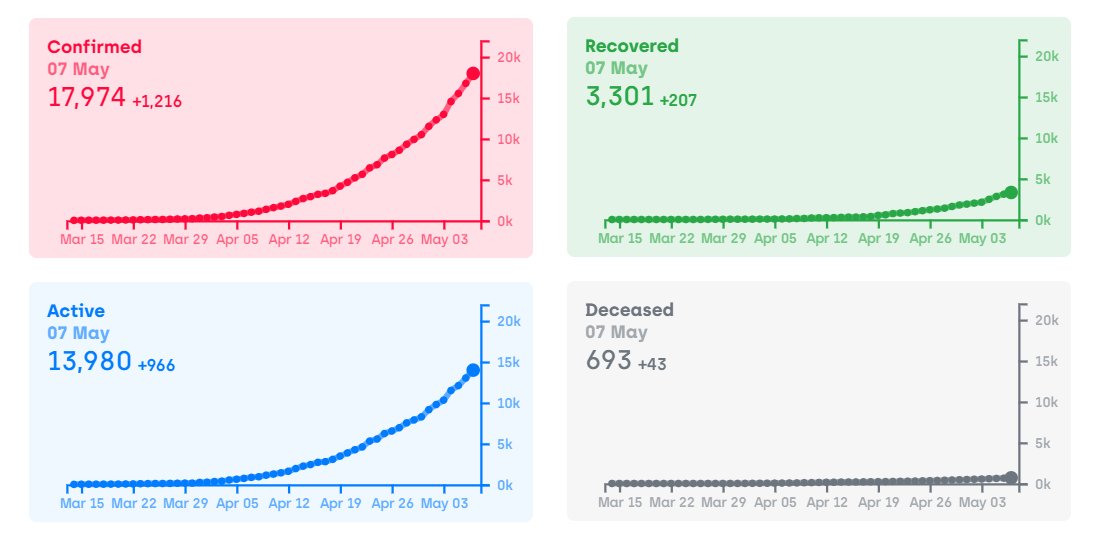 Confirmed
07 May
17,974 +1,216
20k
15k
10k
5k
0k
Mar 15 Mar 22 Mar 29 Apr 05 Apr 12 Apr 19 Apr 26 May 03
Recovered
07 May
3,301 +207
20k
15k
10k
5k
0k
Mar 15 Mar 22 Mar 29 Apr 05 Apr 12 Apr 19 Apr 26 May 03
Active
07 May
13,980 +966
20k
15k
10k
5k
0k
Mar 15 Mar 22 Mar 29 Apr 05 Apr 12 Apr 19 Apr 26 May 03
Deceased
07 May
693 +43
20k
15k
10k
5k
0k
Mar 15 Mar 22 Mar 29 Apr 05 Apr 12 Apr 19 Apr 26 May 03